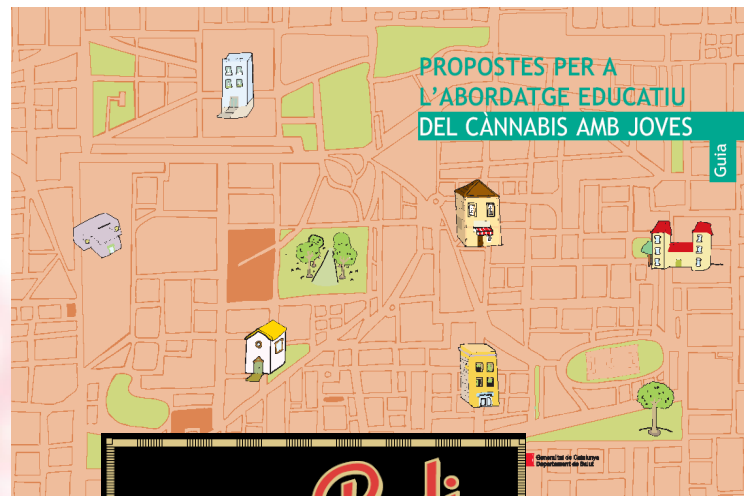 PROPOSTES PER A
L'ABORDATGE EDUCATIU
DEL CÀNNABIS AMB JOVES
Guia
Generalitat de Catalunya
Departament de Salut